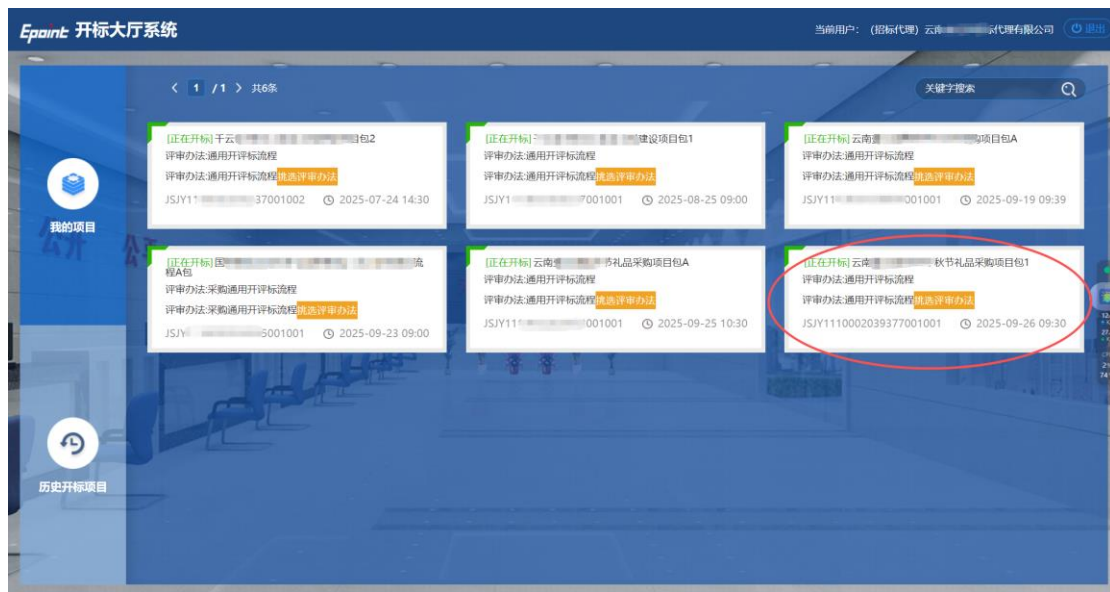 Epoint 开标大厅系统
当前用户： (招标代理) 云南 代理有限公司 退出
1 / 1 共6条
关键字搜索
[正在开标] 千云 包2
评审办法:通用开评标流程
评审办法:通用开评标流程 挑选评审办法
JSJY11 37001002 2025-07-24 14:30
[正在开标] 建设项目包1
评审办法:通用开评标流程
评审办法:通用开评标流程 挑选评审办法
JSJY1 7001001 2025-08-25 09:00
[正在开标] 云南 购项目包A
评审办法:通用开评标流程
评审办法:通用开评标流程 挑选评审办法
JSJY11 001001 2025-09-19 09:39
我的项目
[正在开标] 国 流
程A包
评审办法:采购通用开评标流程
评审办法:采购通用开评标流程 挑选评审办法
JSJY 5001001 2025-09-23 09:00
[正在开标] 云南 节礼品采购项目包A
评审办法:通用开评标流程
评审办法:通用开评标流程 挑选评审办法
JSJY11 001001 2025-09-25 10:30
[正在开标] 云南 秋节礼品采购项目包1
评审办法:通用开评标流程
评审办法:通用开评标流程 挑选评审办法
JSJY1110002039377001001 2025-09-26 09:30
历史开标项目